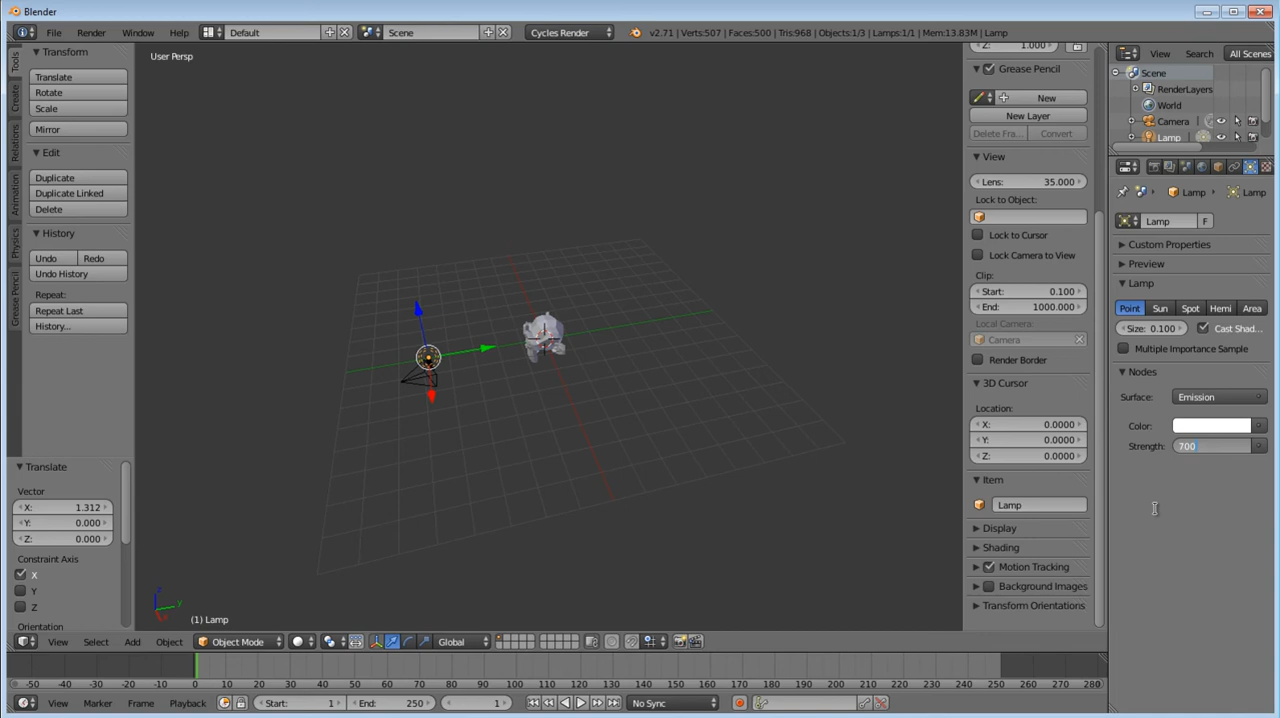 Blender
File Render Window Help Default Scene Cycles Render v2.71 | Verts:507 | Faces:500 | Tris:968 | Objects:1/3 | Lamps:1/1 | Mem:13.83M | Lamp
Tools
Create
Relations
Animation
Physics
Grease Pencil
Transform
Translate
Rotate
Scale
Mirror
Edit
Duplicate
Duplicate Linked
Delete
History
Undo Redo
Undo History
Repeat:
Repeat Last
History...
Translate
Vector
X: 1.312
Y: 0.000
Z: 0.000
Constraint Axis
X
Y
Z
Orientation
User Persp
z
y
x
(1) Lamp
Z: 1.000
Grease Pencil
New
New Layer
Delete Fra... Convert
View
Lens: 35.000
Lock to Object:
Lock to Cursor
Lock Camera to View
Clip:
Start: 0.100
End: 1000.000
Local Camera:
Camera
Render Border
3D Cursor
Location:
X: 0.0000
Y: 0.0000
Z: 0.0000
Item
Lamp
Display
Shading
Motion Tracking
Background Images
Transform Orientations
View Search All Scenes
Scene
RenderLayers
World
Camera
Lamp
Lamp Lamp
Lamp F
Custom Properties
Preview
Lamp
Point Sun Spot Hemi Area
Size: 0.100 Cast Shad...
Multiple Importance Sample
Nodes
Surface: Emission
Color:
Strength: 700
View Select Add Object Object Mode Global
-50 -40 -30 -20 -10 0 10 20 30 40 50 60 70 80 90 100 110 120 130 140 150 160 170 180 190 200 210 220 230 240 250 260 270 280
View Marker Frame Playback Start: 1 End: 250 1 No Sync